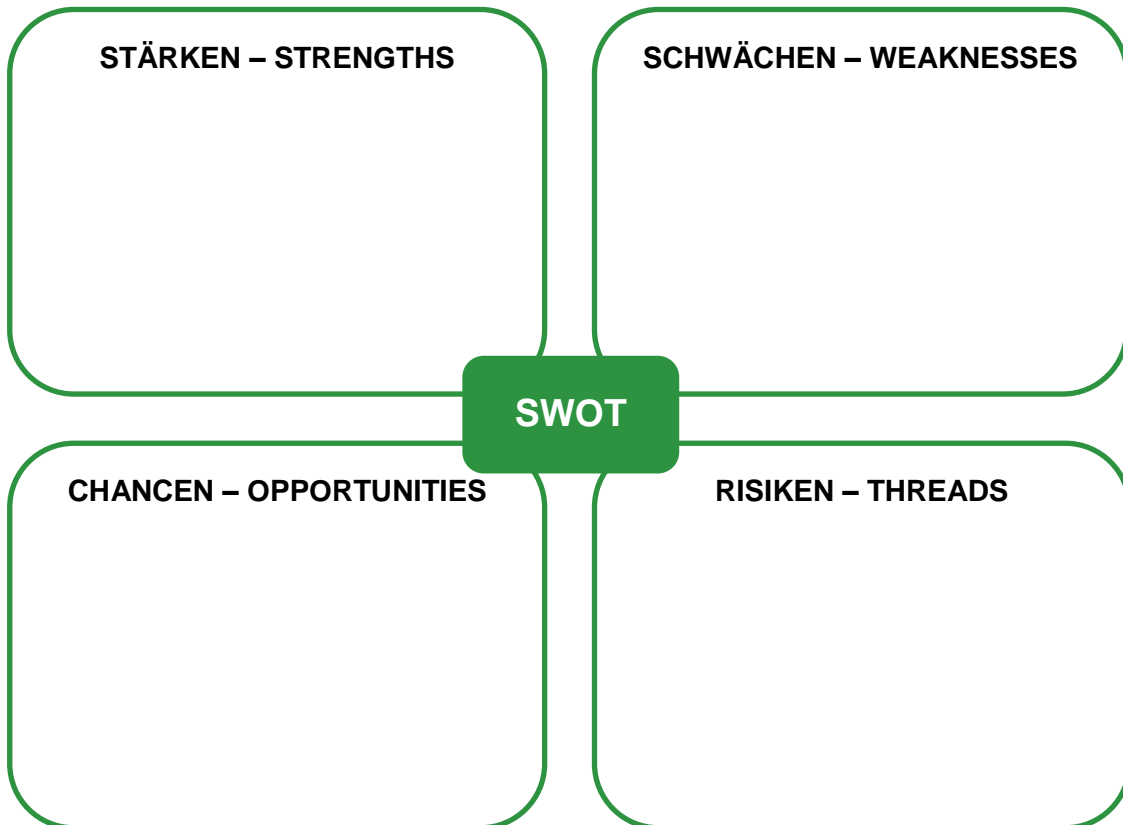 STÄRKEN – STRENGTHS
SCHWÄCHEN – WEAKNESSES
SWOT
CHANCEN – OPPORTUNITIES
RISIKEN – THREADS